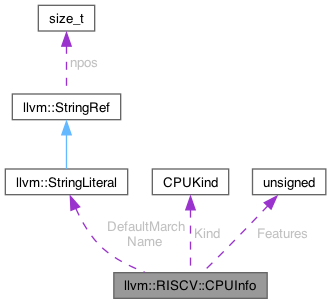 size_t
npos
llvm::StringRef
llvm::StringLiteral
CPUKind
unsigned
DefaultMarch
Name
Kind
Features
llvm::RISCV::CPUInfo